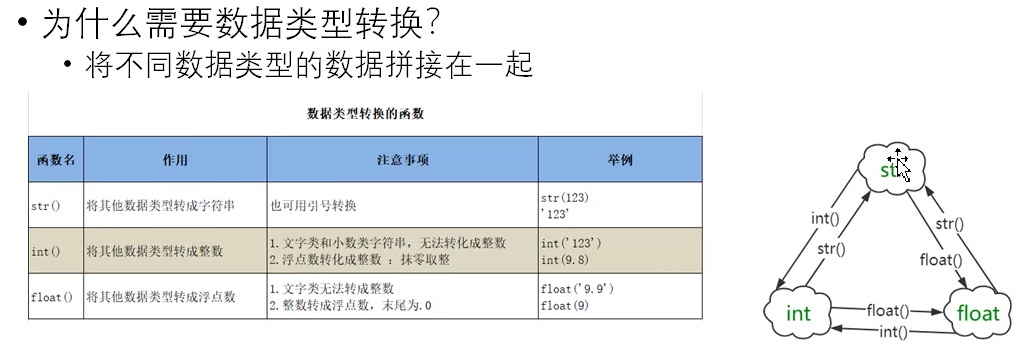 • 为什么需要数据类型转换？
• 将不同数据类型的数据拼接在一起
数据类型转换的函数
函数名 作用 注意事项 举例
str() 将其他数据类型转成字符串 也可用引号转换 str(123)
'123'
int() 将其他数据类型转成整数 1.文字类和小数类字符串，无法转化成整数 int('123')
2.浮点数转化成整数 ：抹零取整 int(9.8)
float() 将其他数据类型转成浮点数 1.文字类无法转成整数 float('9.9')
2.整数转成浮点数，末尾为.0 float(9)
int()
str()
str()
float()
int
float()
int()
float